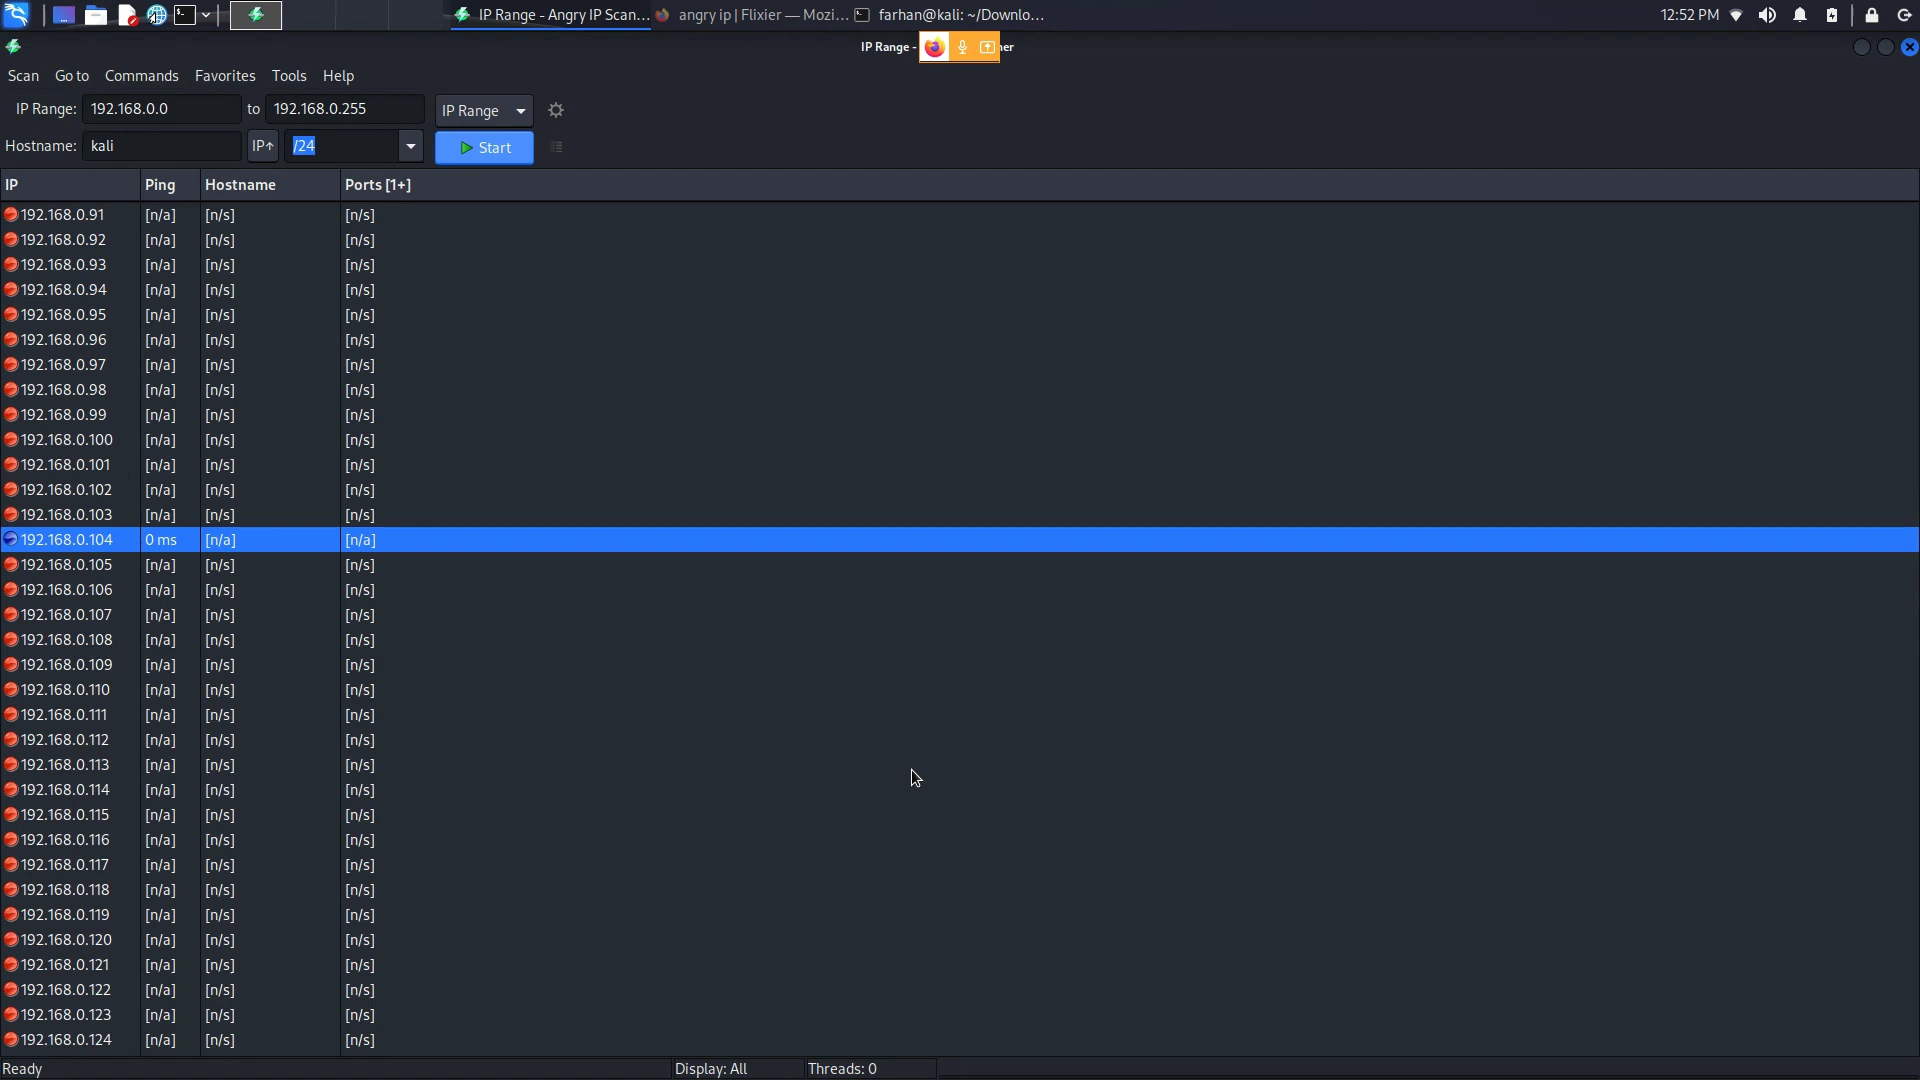 IP Range - Angry IP Scan... angry ip | Flixier — Mozi... farhan@kali: ~/Downlo... 12:52 PM
IP Range - ner
Scan Go to Commands Favorites Tools Help
IP Range: 192.168.0.0 to 192.168.0.255 IP Range
Hostname: kali IP↑ /24 Start
IP Ping Hostname Ports [1+]
192.168.0.91 [n/a] [n/s] [n/s]
192.168.0.92 [n/a] [n/s] [n/s]
192.168.0.93 [n/a] [n/s] [n/s]
192.168.0.94 [n/a] [n/s] [n/s]
192.168.0.95 [n/a] [n/s] [n/s]
192.168.0.96 [n/a] [n/s] [n/s]
192.168.0.97 [n/a] [n/s] [n/s]
192.168.0.98 [n/a] [n/s] [n/s]
192.168.0.99 [n/a] [n/s] [n/s]
192.168.0.100 [n/a] [n/s] [n/s]
192.168.0.101 [n/a] [n/s] [n/s]
192.168.0.102 [n/a] [n/s] [n/s]
192.168.0.103 [n/a] [n/s] [n/s]
192.168.0.104 0 ms [n/a] [n/a]
192.168.0.105 [n/a] [n/s] [n/s]
192.168.0.106 [n/a] [n/s] [n/s]
192.168.0.107 [n/a] [n/s] [n/s]
192.168.0.108 [n/a] [n/s] [n/s]
192.168.0.109 [n/a] [n/s] [n/s]
192.168.0.110 [n/a] [n/s] [n/s]
192.168.0.111 [n/a] [n/s] [n/s]
192.168.0.112 [n/a] [n/s] [n/s]
192.168.0.113 [n/a] [n/s] [n/s]
192.168.0.114 [n/a] [n/s] [n/s]
192.168.0.115 [n/a] [n/s] [n/s]
192.168.0.116 [n/a] [n/s] [n/s]
192.168.0.117 [n/a] [n/s] [n/s]
192.168.0.118 [n/a] [n/s] [n/s]
192.168.0.119 [n/a] [n/s] [n/s]
192.168.0.120 [n/a] [n/s] [n/s]
192.168.0.121 [n/a] [n/s] [n/s]
192.168.0.122 [n/a] [n/s] [n/s]
192.168.0.123 [n/a] [n/s] [n/s]
192.168.0.124 [n/a] [n/s] [n/s]
Ready Display: All Threads: 0